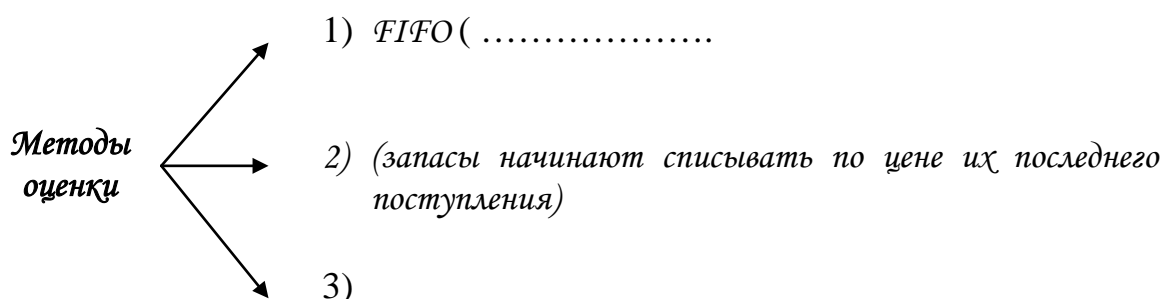 1) FIFO ( ……………….
Методы
оценки
2) (запасы начинают списывать по цене их последнего
поступления)
3)